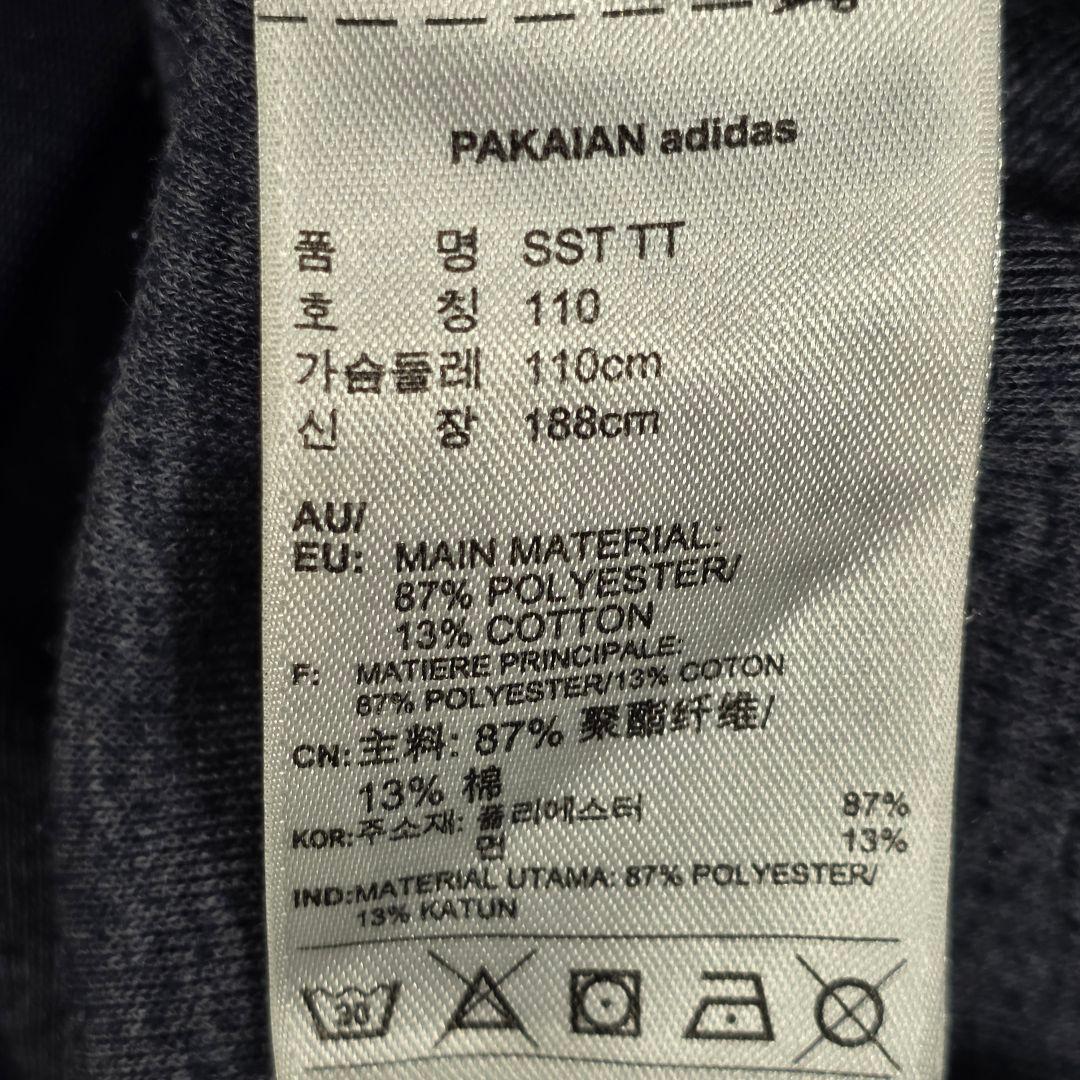 PAKAIAN adidas
품 명 SST TT
호 칭 110
가슴둘레 110cm
신 장 188cm
AU/
EU: MAIN MATERIAL:
87% POLYESTER/
13% COTTON
F: MATIERE PRINCIPALE:
87% POLYESTER/13% COTON
CN: 主料: 87% 聚酯纤维/
13% 棉
KOR: 주소재: 폴리에스터 87%
면 13%
IND: MATERIAL UTAMA: 87% POLYESTER/
13% KATUN
30